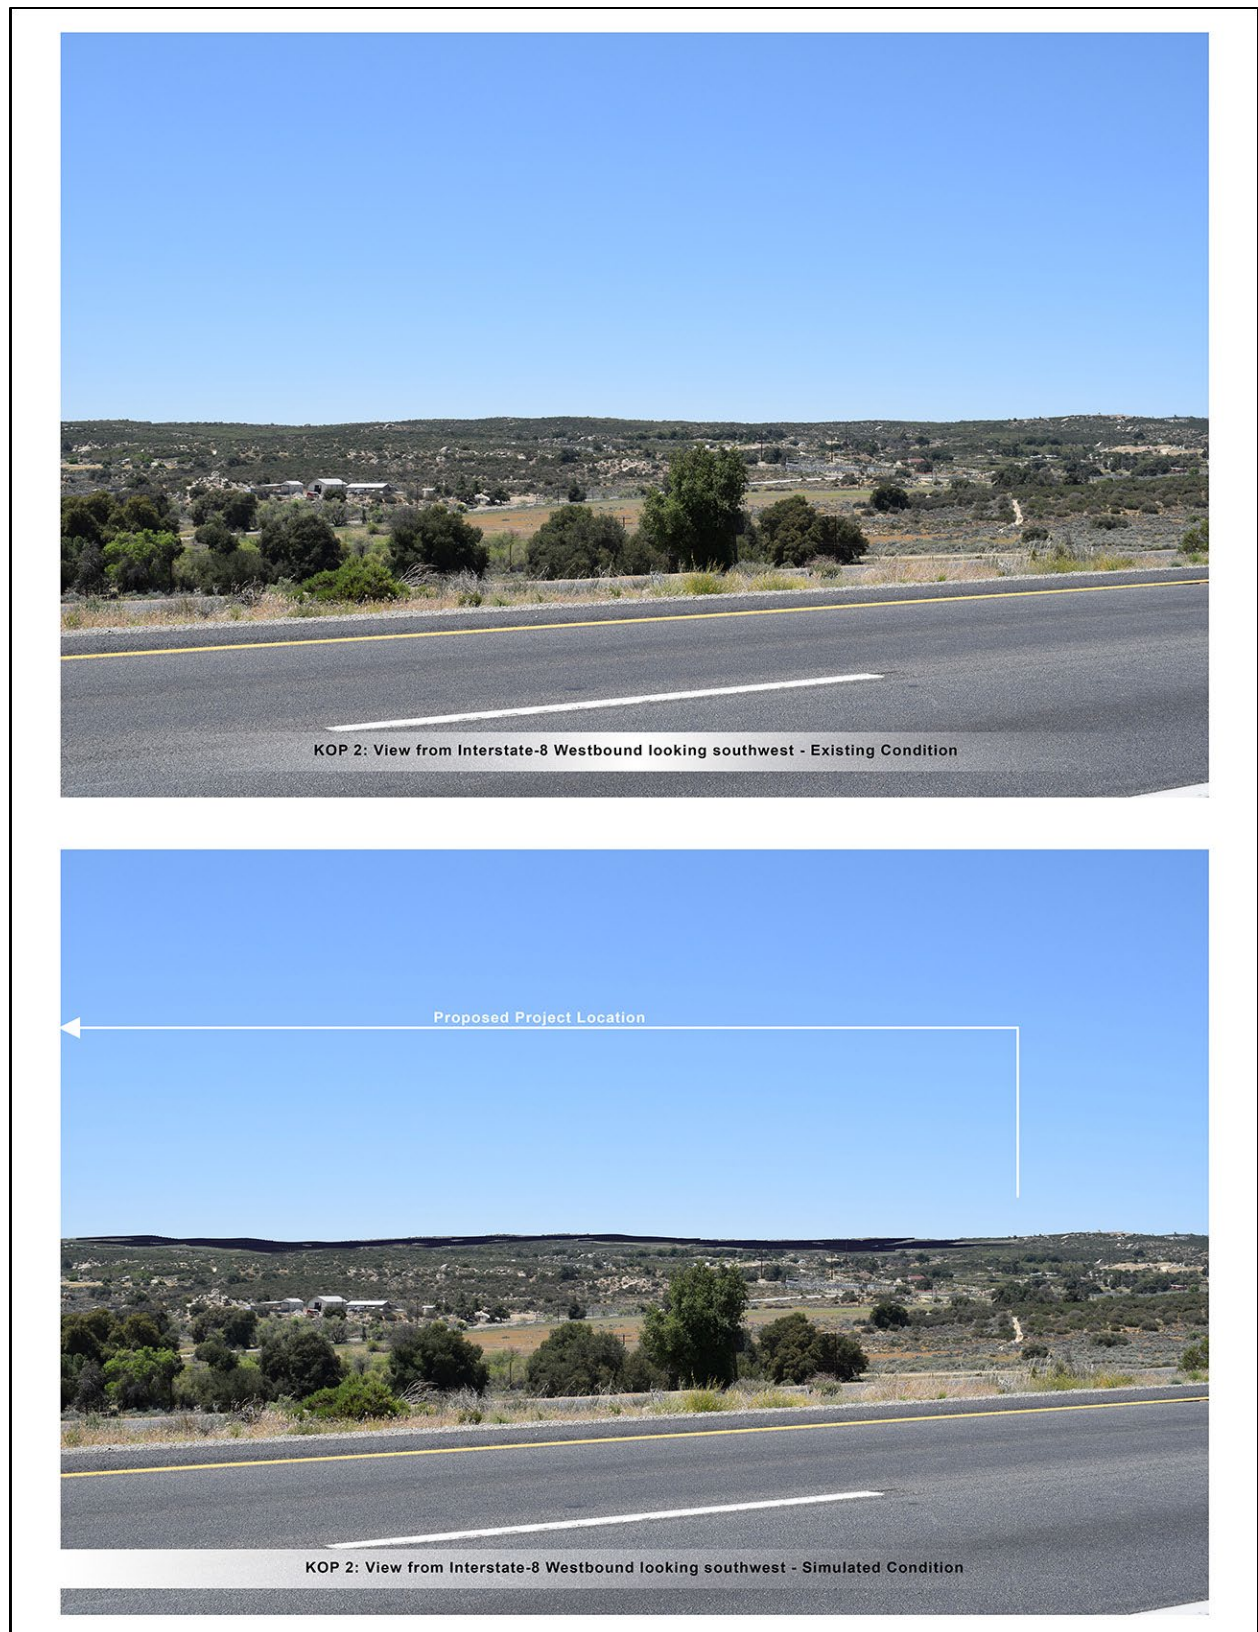 KOP 2: View from Interstate-8 Westbound looking southwest - Existing Condition
Proposed Project Location
KOP 2: View from Interstate-8 Westbound looking southwest - Simulated Condition